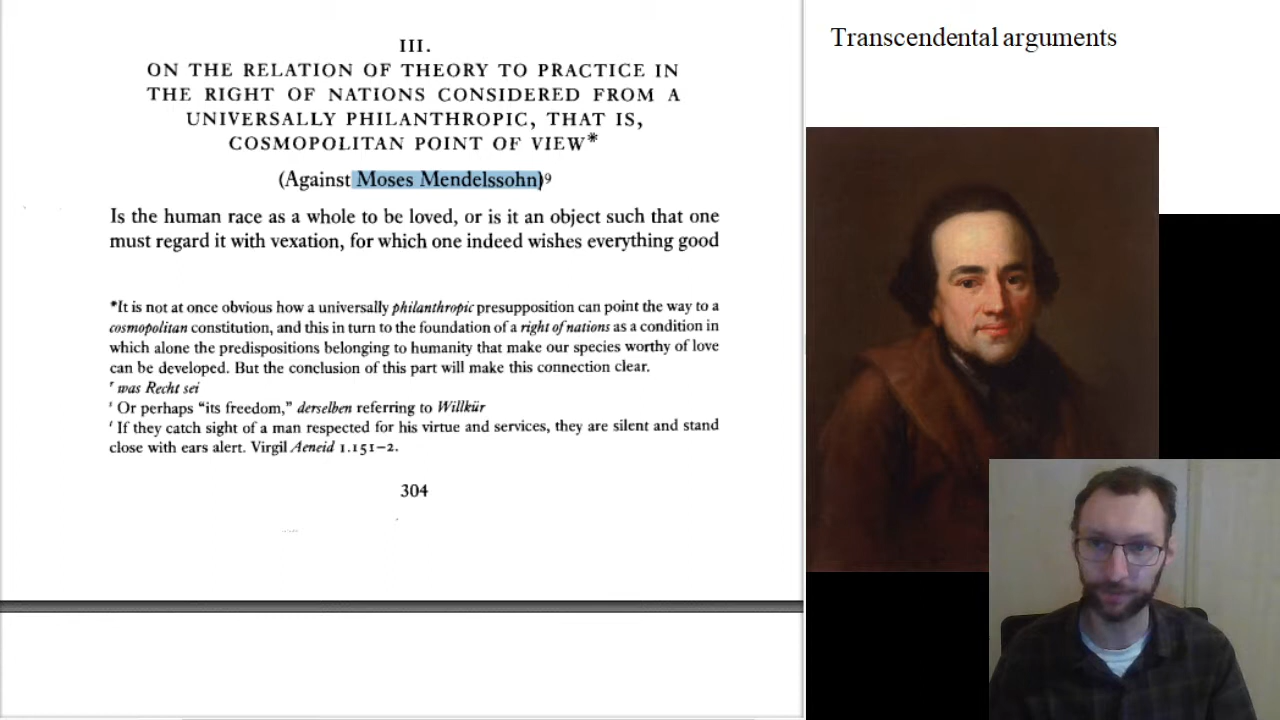 III.
ON THE RELATION OF THEORY TO PRACTICE IN
THE RIGHT OF NATIONS CONSIDERED FROM A
UNIVERSALLY PHILANTHROPIC, THAT IS,
COSMOPOLITAN POINT OF VIEW*
(Against Moses Mendelssohn)⁹
Is the human race as a whole to be loved, or is it an object such that one
must regard it with vexation, for which one indeed wishes everything good
*It is not at once obvious how a universally philanthropic presupposition can point the way to a
cosmopolitan constitution, and this in turn to the foundation of a right of nations as a condition in
which alone the predispositions belonging to humanity that make our species worthy of love
can be developed. But the conclusion of this part will make this connection clear.
ʳ was Recht sei
ˢ Or perhaps “its freedom,” derselben referring to Willkür
ᵗ If they catch sight of a man respected for his virtue and services, they are silent and stand
close with ears alert. Virgil Aeneid 1.151–2.
304
Transcendental arguments